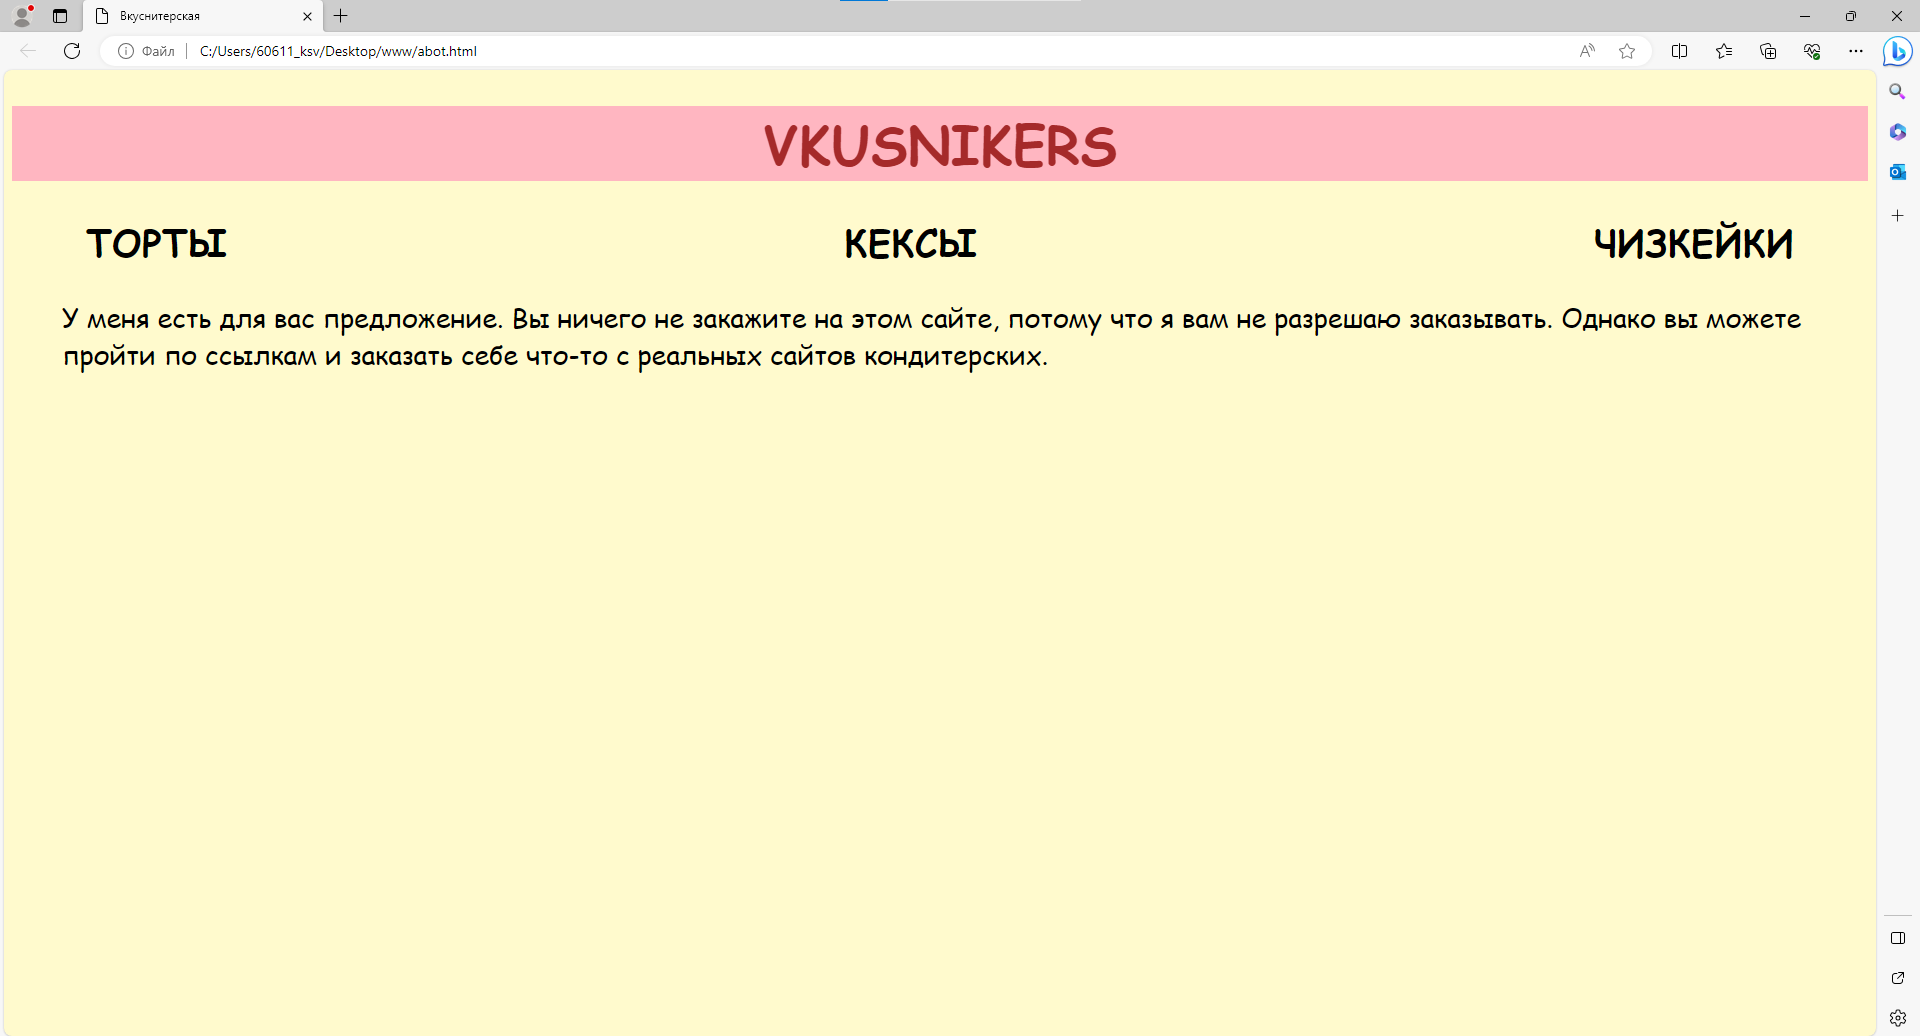 Вкуснитерская
Файл
C:/Users/60611_ksv/Desktop/www/abot.html
VKUSNIKERS
ТОРТЫ
КЕКСЫ
ЧИЗКЕЙКИ
У меня есть для вас предложение. Вы ничего не закажите на этом сайте, потому что я вам не разрешаю заказывать. Однако вы можете
пройти по ссылкам и заказать себе что-то с реальных сайтов кондитерских.